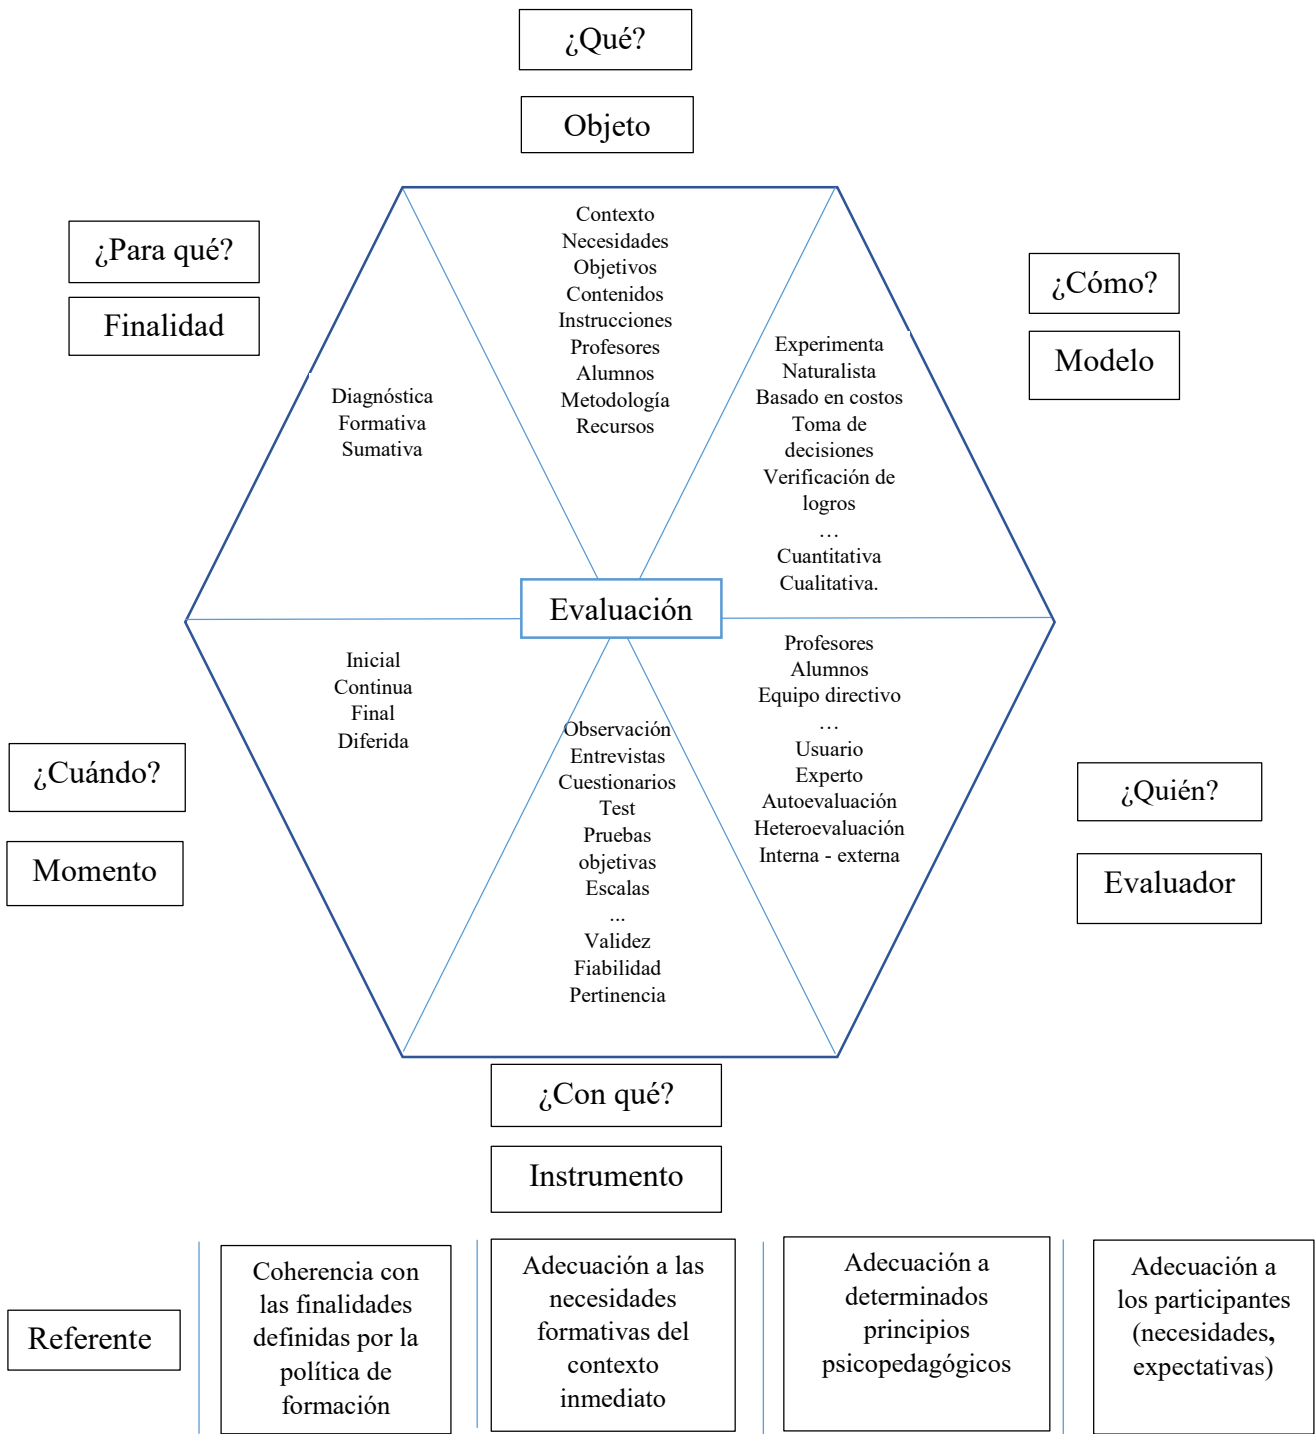 ¿Qué?
Objeto
¿Para qué?
Finalidad
Contexto
Necesidades
Objetivos
Contenidos
Instrucciones
Profesores
Alumnos
Metodología
Recursos
¿Cómo?
Modelo
Diagnóstica
Formativa
Sumativa
Experimenta
Naturalista
Basado en costos
Toma de
decisiones
Verificación de
logros
…
Cuantitativa
Cualitativa.
Evaluación
Inicial
Continua
Final
Diferida
Profesores
Alumnos
Equipo directivo
…
Usuario
Experto
Autoevaluación
Heteroevaluación
Interna - externa
Observación
Entrevistas
Cuestionarios
Test
Pruebas
objetivas
Escalas
...
Validez
Fiabilidad
Pertinencia
¿Cuándo?
Momento
¿Quién?
Evaluador
¿Con qué?
Instrumento
Referente
Coherencia con
las finalidades
definidas por la
política de
formación
Adecuación a las
necesidades
formativas del
contexto
inmediato
Adecuación a
determinados
principios
psicopedagógicos
Adecuación a
los participantes
(necesidades,
expectativas)